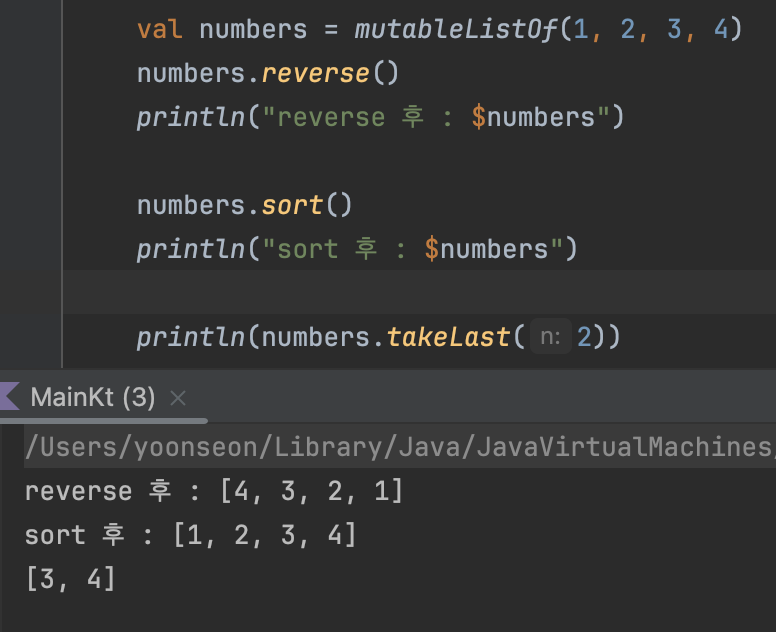 val numbers = mutableListOf(1, 2, 3, 4)
numbers.reverse()
println("reverse 후 : $numbers")
numbers.sort()
println("sort 후 : $numbers")
println(numbers.takeLast( n: 2))
MainKt (3) ×
/Users/yoonseon/Library/Java/JavaVirtualMachines/
reverse 후 : [4, 3, 2, 1]
sort 후 : [1, 2, 3, 4]
[3, 4]